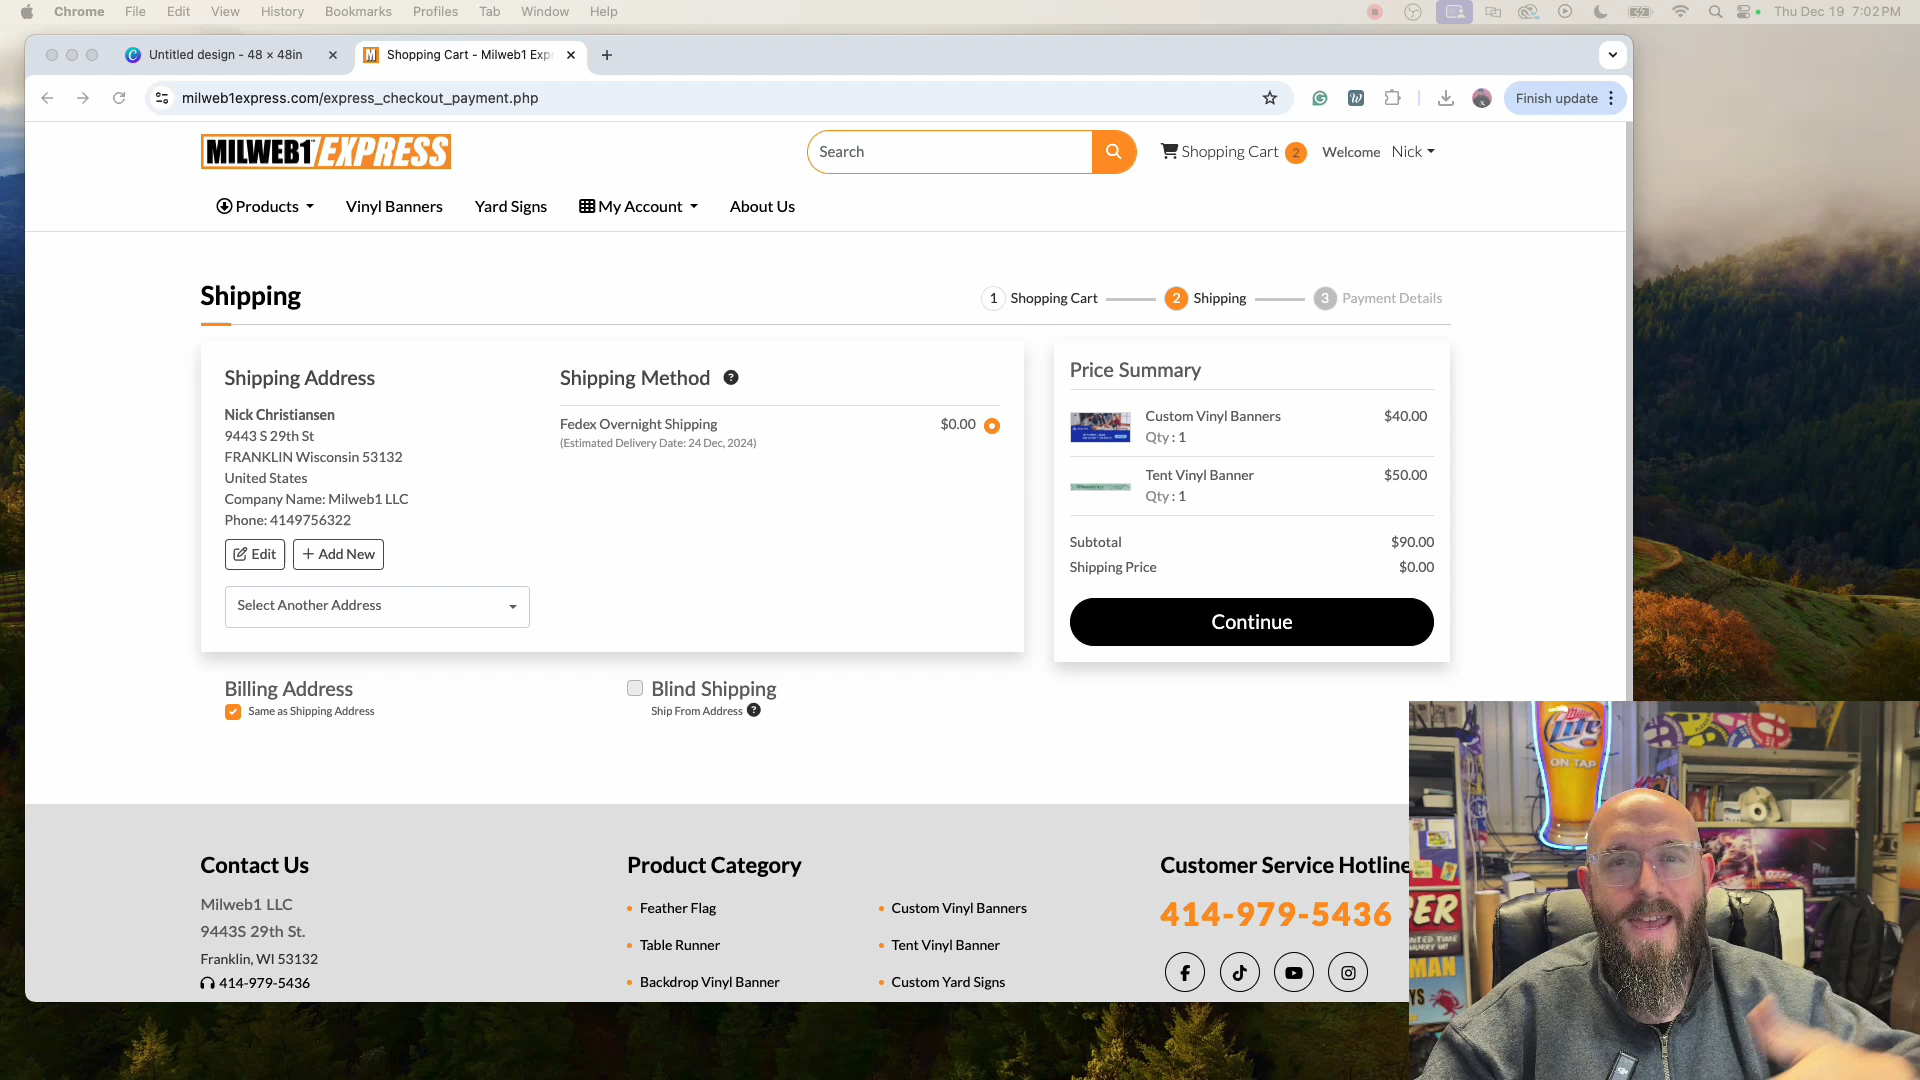 Chrome File Edit View History Bookmarks Profiles Tab Window Help Thu Dec 19 7:02 PM
Untitled design - 48 × 48in Shopping Cart - Milweb1 Exp
milweb1express.com/express_checkout_payment.php Finish update
MILWEB1 EXPRESS Search Shopping Cart 2 Welcome Nick
Products Vinyl Banners Yard Signs My Account About Us
Shipping
1 Shopping Cart 2 Shipping 3 Payment Details
Shipping Address
Nick Christiansen
9443 S 29th St
FRANKLIN Wisconsin 53132
United States
Company Name: Milweb1 LLC
Phone: 4149756322
Edit + Add New
Select Another Address
Shipping Method ?
Fedex Overnight Shipping $0.00
(Estimated Delivery Date: 24 Dec, 2024)
Price Summary
Custom Vinyl Banners $40.00
Qty : 1
Tent Vinyl Banner $50.00
Qty : 1
Subtotal $90.00
Shipping Price $0.00
Continue
Billing Address
Same as Shipping Address
Blind Shipping
Ship From Address ?
Contact Us
Milweb1 LLC
9443S 29th St.
Franklin, WI 53132
414-979-5436
Product Category
Feather Flag
Table Runner
Backdrop Vinyl Banner
Custom Vinyl Banners
Tent Vinyl Banner
Custom Yard Signs
Customer Service Hotline
414-979-5436
Miller
Lite
ON TAP
Play.